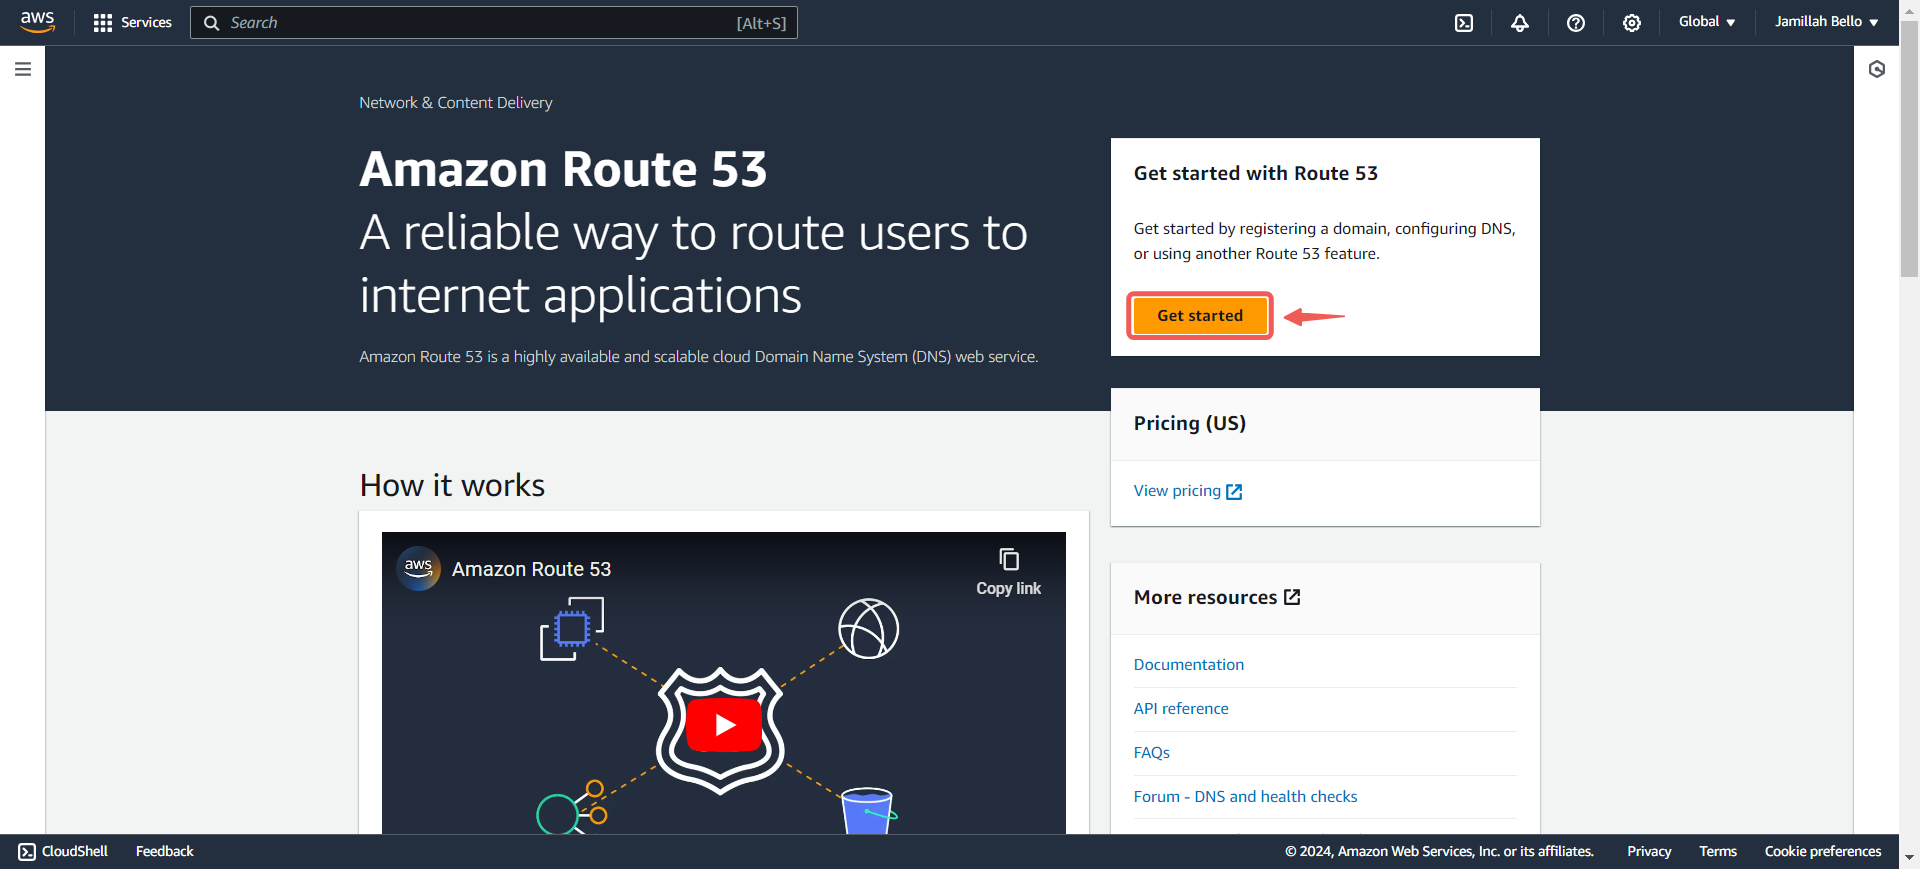 aws
Services
Search
[Alt+S]
Global
Jamillah Bello
Network & Content Delivery
Amazon Route 53
A reliable way to route users to
internet applications
Amazon Route 53 is a highly available and scalable cloud Domain Name System (DNS) web service.
Get started with Route 53
Get started by registering a domain, configuring DNS,
or using another Route 53 feature.
Get started
Pricing (US)
View pricing
How it works
aws
Amazon Route 53
Copy link
More resources
Documentation
API reference
FAQs
Forum - DNS and health checks
CloudShell
Feedback
© 2024, Amazon Web Services, Inc. or its affiliates.
Privacy
Terms
Cookie preferences